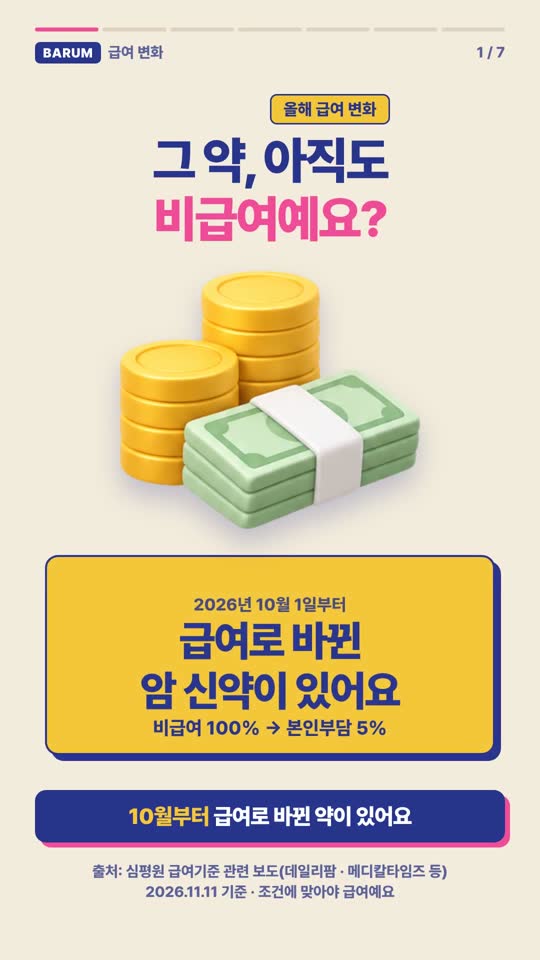 BARUM 급여 변화 1 / 7
올해 급여 변화
그 약, 아직도
비급여예요?
2026년 10월 1일부터
급여로 바뀐
암 신약이 있어요
비급여 100% → 본인부담 5%
10월부터 급여로 바뀐 약이 있어요
출처: 심평원 급여기준 관련 보도(데일리팜 · 메디칼타임즈 등)
2026.11.11 기준 · 조건에 맞아야 급여예요